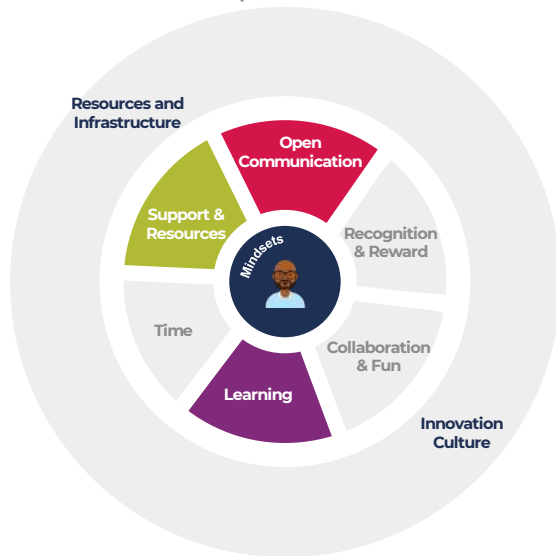 Resources and
Infrastructure
Open
Communication
Support &
Resources
Recognition
& Reward
Mindsets
Time
Collaboration
& Fun
Learning
Innovation
Culture